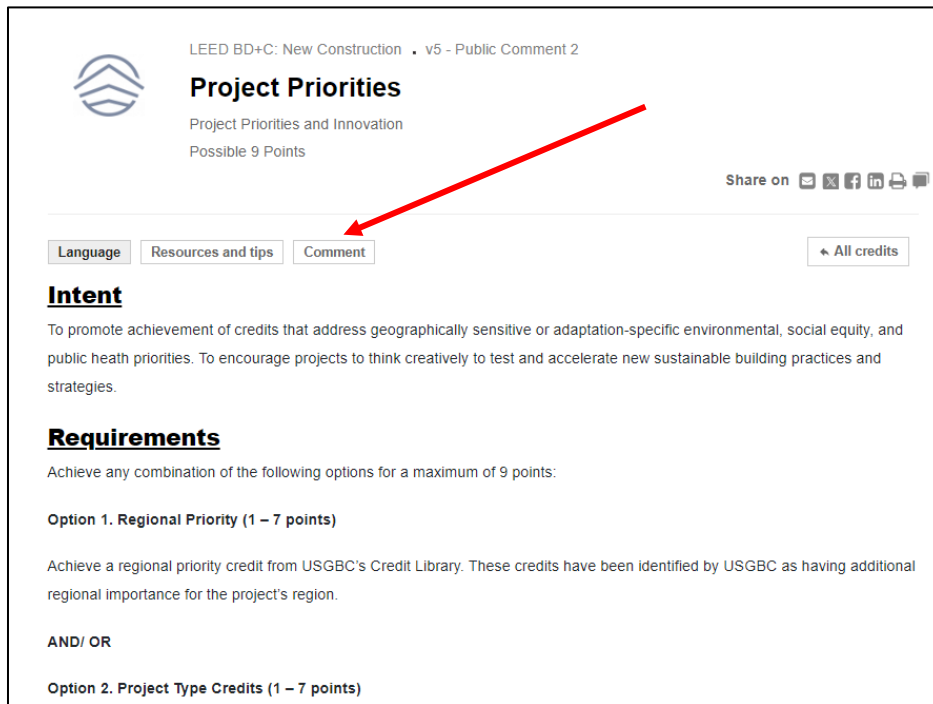 LEED BD+C: New Construction . v5 - Public Comment 2
Project Priorities
Project Priorities and Innovation
Possible 9 Points
Share on
Language Resources and tips Comment All credits
Intent
To promote achievement of credits that address geographically sensitive or adaptation-specific environmental, social equity, and
public heath priorities. To encourage projects to think creatively to test and accelerate new sustainable building practices and
strategies.
Requirements
Achieve any combination of the following options for a maximum of 9 points:
Option 1. Regional Priority (1 – 7 points)
Achieve a regional priority credit from USGBC's Credit Library. These credits have been identified by USGBC as having additional
regional importance for the project's region.
AND/ OR
Option 2. Project Type Credits (1 – 7 points)